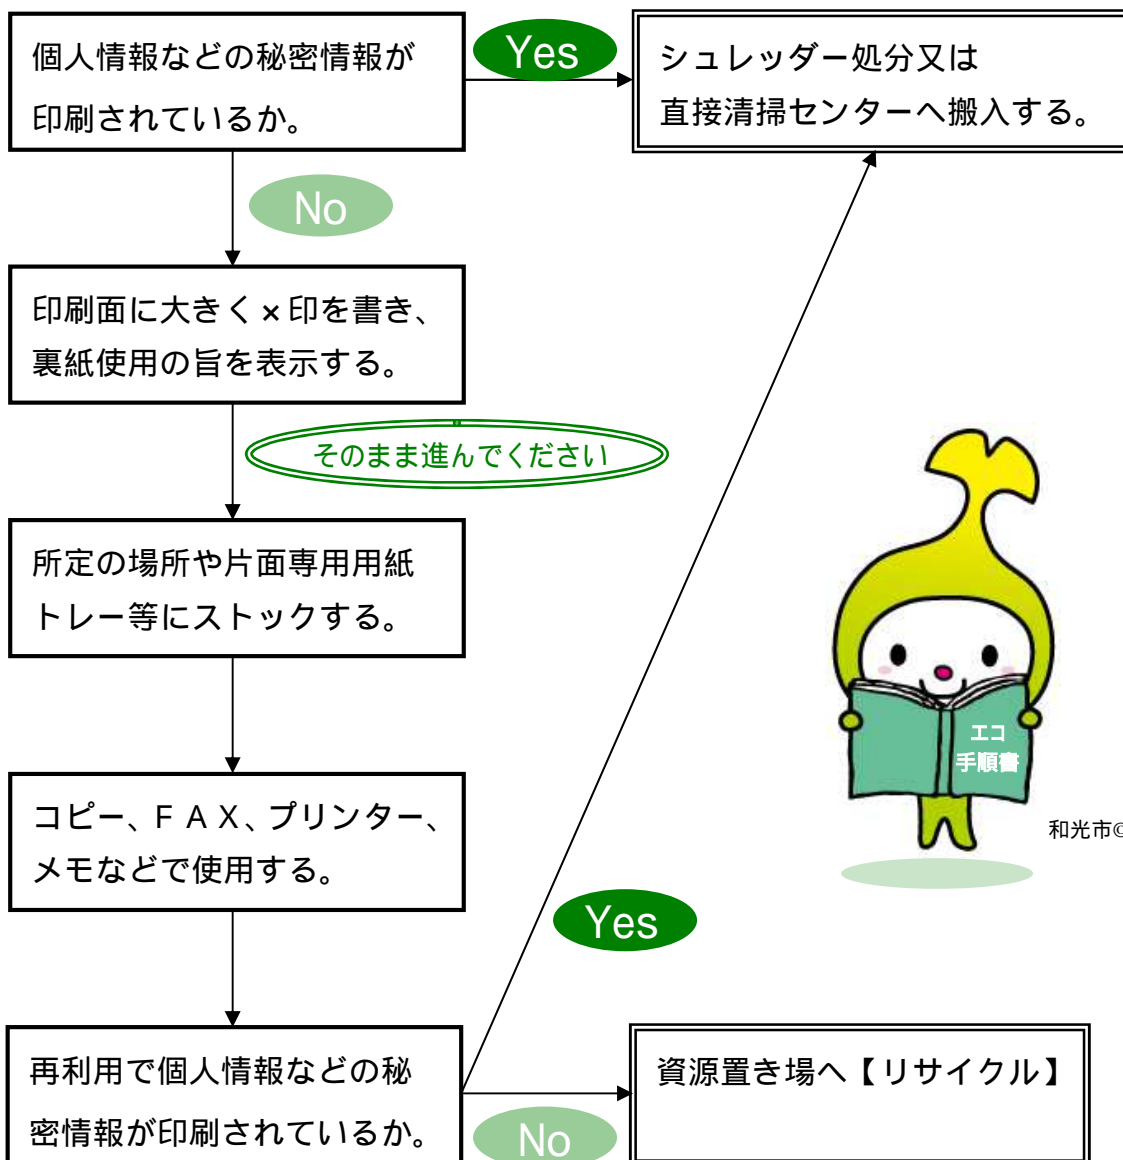 個人情報などの秘密情報が
印刷されているか。
Yes
シュレッダー処分又は
直接清掃センターへ搬入する。
No
印刷面に大きく×印を書き、
裏紙使用の旨を表示する。
そのまま進んでください
所定の場所や片面専用用紙
トレー等にストックする。
エコ
手順書
和光市©
コピー、ＦＡＸ、プリンター、
メモなどで使用する。
Yes
再利用で個人情報などの秘
密情報が印刷されているか。
No
資源置き場へ【リサイクル】